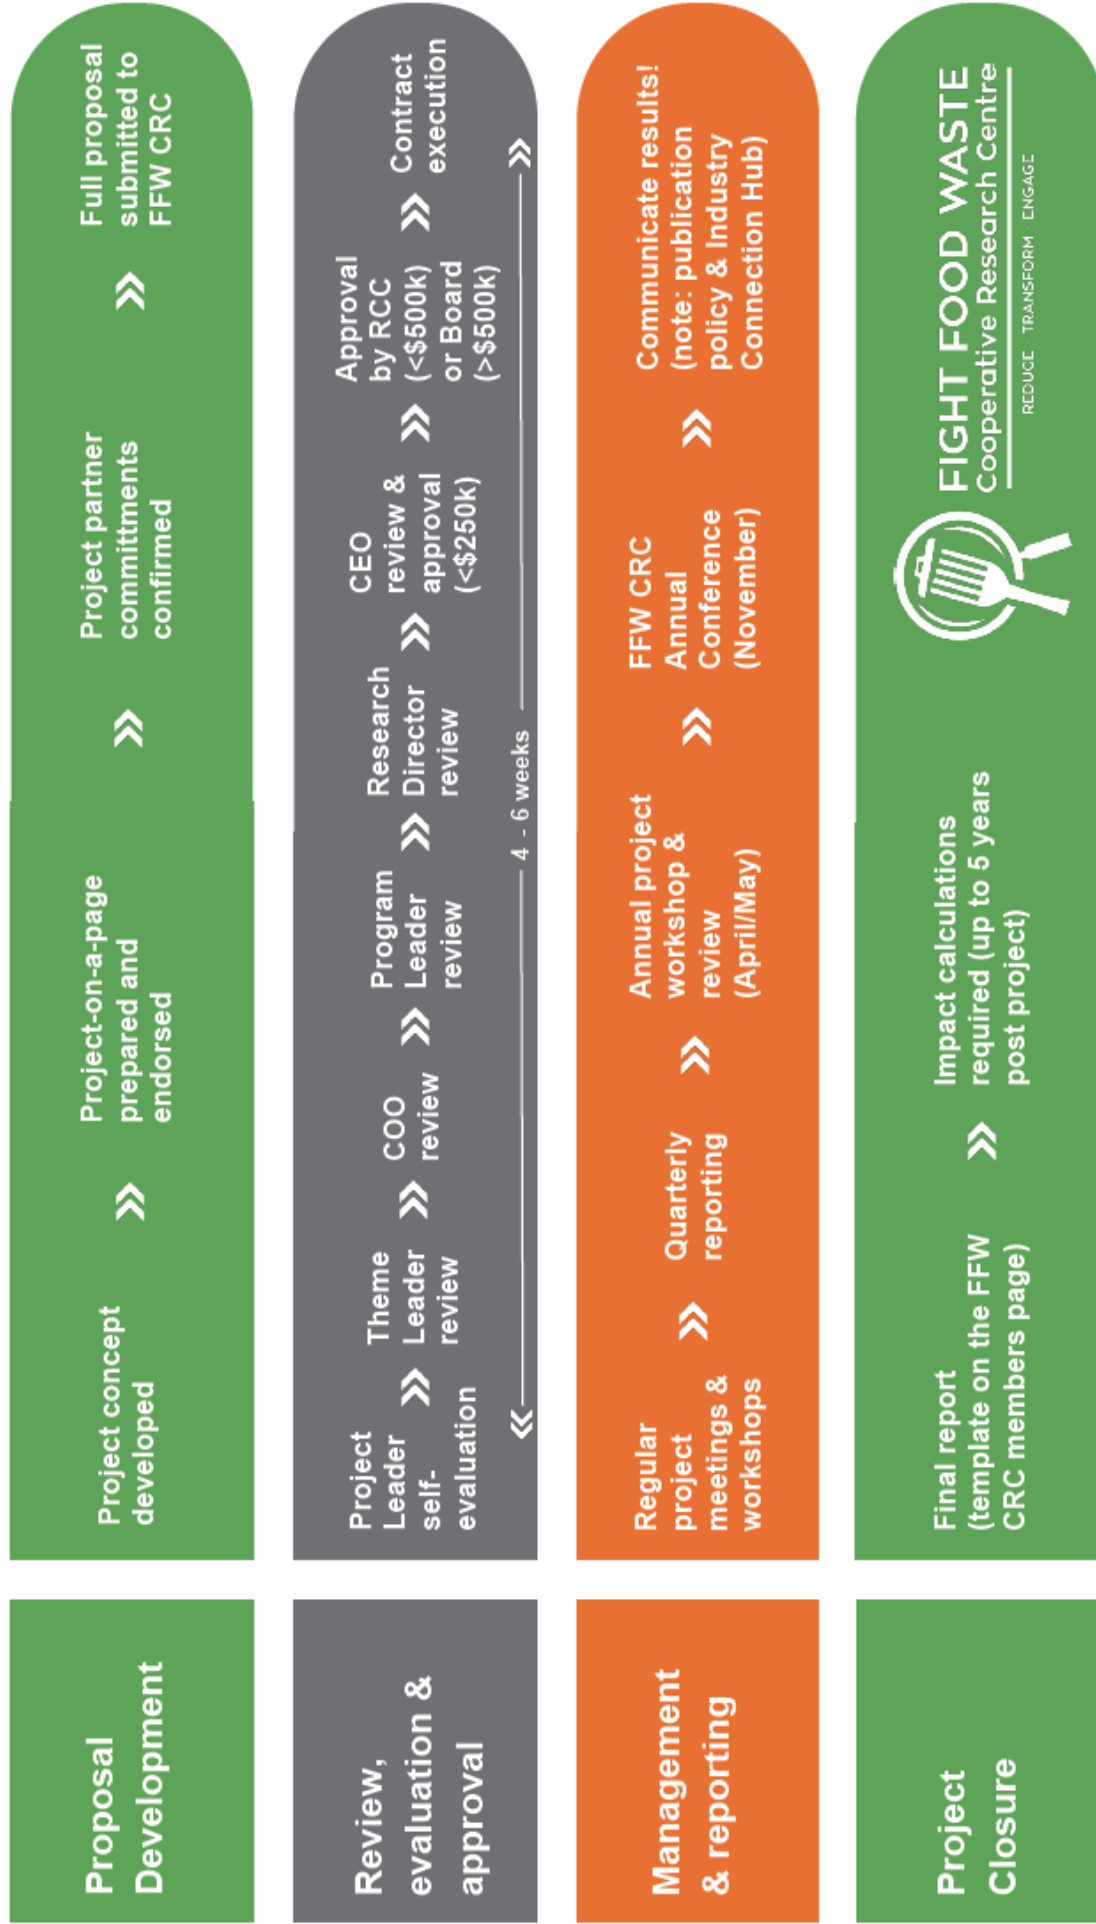 Proposal
Development
Project concept
developed
Project-on-a-page
prepared and
endorsed
Project partner
committments
confirmed
Full proposal
submitted to
FFW CRC
Review,
evaluation &
approval
Project
Leader
self-
evaluation
Theme
Leader
review
COO
review
Program
Leader
review
Research
Director
review
CEO
review &
approval
(<$250k)
Approval
by RCC
(<$500k)
or Board
(>$500k)
Contract
execution
4 - 6 weeks
Management
& reporting
Regular
project
meetings &
workshops
Quarterly
reporting
Annual project
workshop &
review
(April/May)
FFW CRC
Annual
Conference
(November)
Communicate results!
(note: publication
policy & Industry
Connection Hub)
Project
Closure
Final report
(template on the FFW
CRC members page)
Impact calculations
required (up to 5 years
post project)
FIGHT FOOD WASTE
Cooperative Research Centre
REDUCE · TRANSFORM · ENGAGE